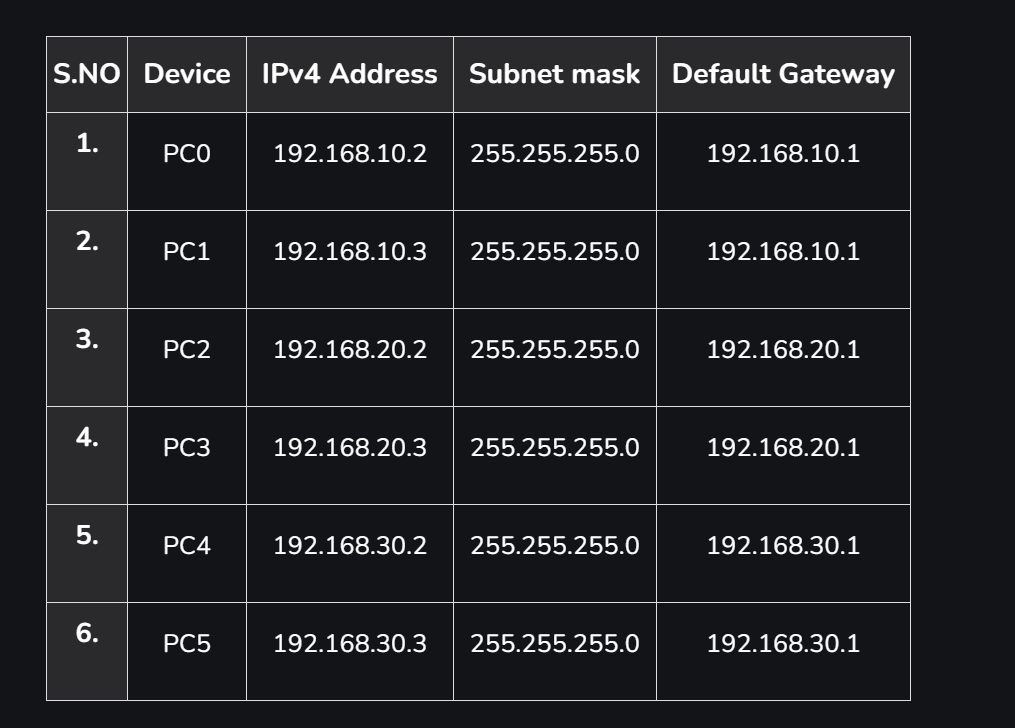 S.NO Device IPv4 Address Subnet mask Default Gateway
1. PC0 192.168.10.2 255.255.255.0 192.168.10.1
2. PC1 192.168.10.3 255.255.255.0 192.168.10.1
3. PC2 192.168.20.2 255.255.255.0 192.168.20.1
4. PC3 192.168.20.3 255.255.255.0 192.168.20.1
5. PC4 192.168.30.2 255.255.255.0 192.168.30.1
6. PC5 192.168.30.3 255.255.255.0 192.168.30.1